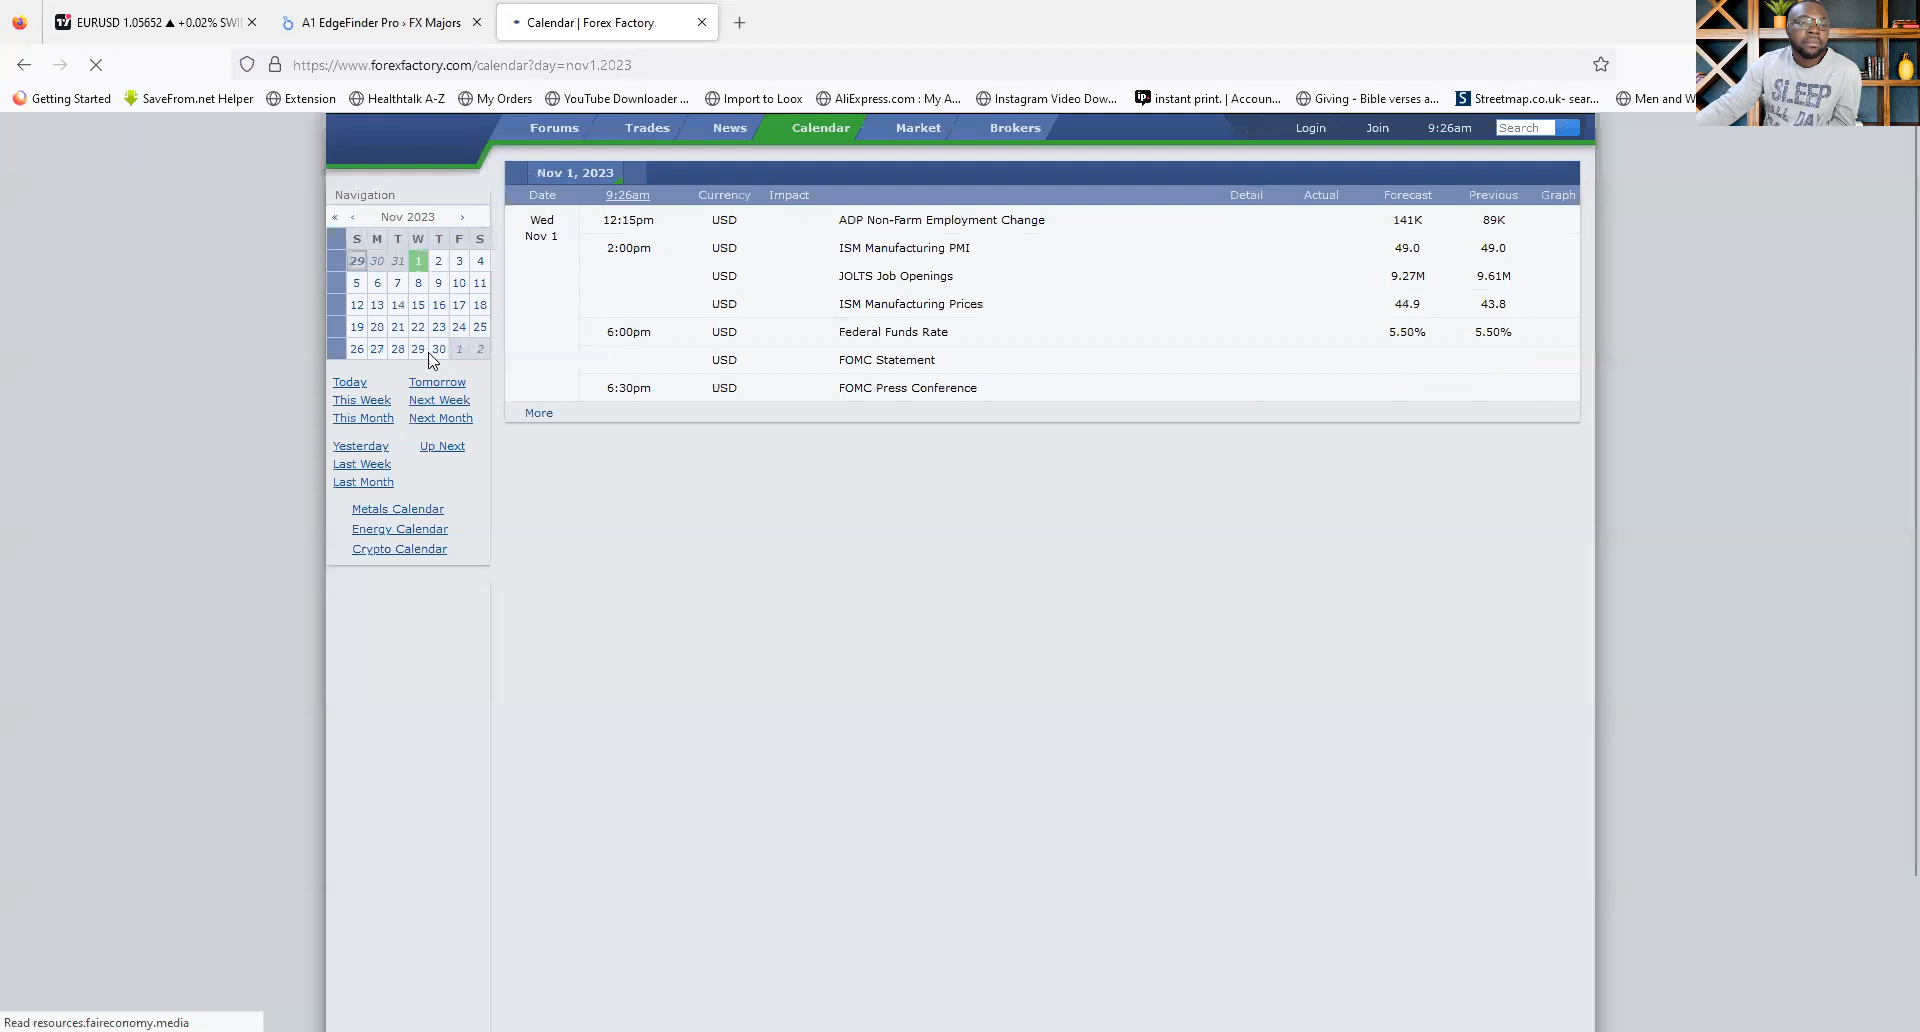 EURUSD 1.05652 ▲ +0.02% SWI
A1 EdgeFinder Pro › FX Majors
Calendar | Forex Factory
https://www.forexfactory.com/calendar?day=nov1.2023
Getting Started SaveFrom.net Helper Extension Healthtalk A-Z My Orders YouTube Downloader ... Import to Loox AliExpress.com : My A... Instagram Video Dow... instant print. | Accoun... Giving - Bible verses a... Streetmap.co.uk- sear... Men and W
SLEEP
ALL DAY
Forums Trades News Calendar Market Brokers Login Join 9:26am Search
Navigation
« ‹ Nov 2023 ›
S M T W T F S
29 30 31 1 2 3 4
5 6 7 8 9 10 11
12 13 14 15 16 17 18
19 20 21 22 23 24 25
26 27 28 29 30 1 2
Today Tomorrow
This Week Next Week
This Month Next Month
Yesterday Up Next
Last Week
Last Month
Metals Calendar
Energy Calendar
Crypto Calendar
Nov 1, 2023
Date 9:26am Currency Impact Detail Actual Forecast Previous Graph
Wed 12:15pm USD ADP Non-Farm Employment Change 141K 89K
Nov 1
2:00pm USD ISM Manufacturing PMI 49.0 49.0
USD JOLTS Job Openings 9.27M 9.61M
USD ISM Manufacturing Prices 44.9 43.8
6:00pm USD Federal Funds Rate 5.50% 5.50%
USD FOMC Statement
6:30pm USD FOMC Press Conference
More
Read resources.faireconomy.media